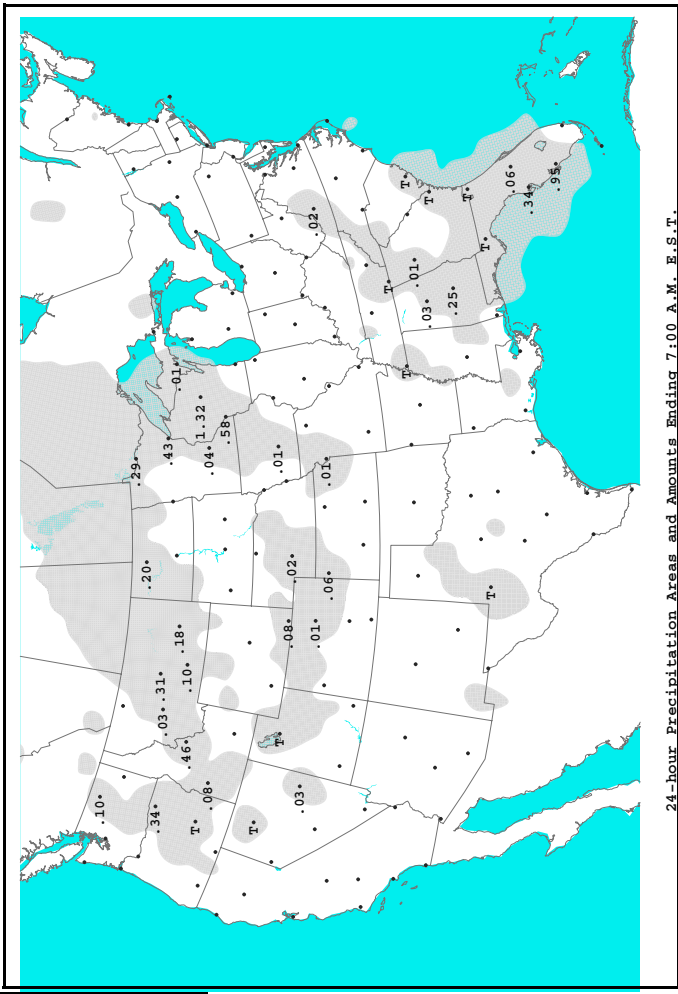 .10
.29
.20
.34
.31
.03
.43
.01
.18
.46
.10
T
1.32
.08
.04
.58
T
.01
T
.08
.02
.03
.02
.01
.01
.06
T
T
T
.01
.03
T
.25
T
T
T
.06
.34
.95
24-hour Precipitation Areas and Amounts Ending 7:00 A.M. E.S.T.